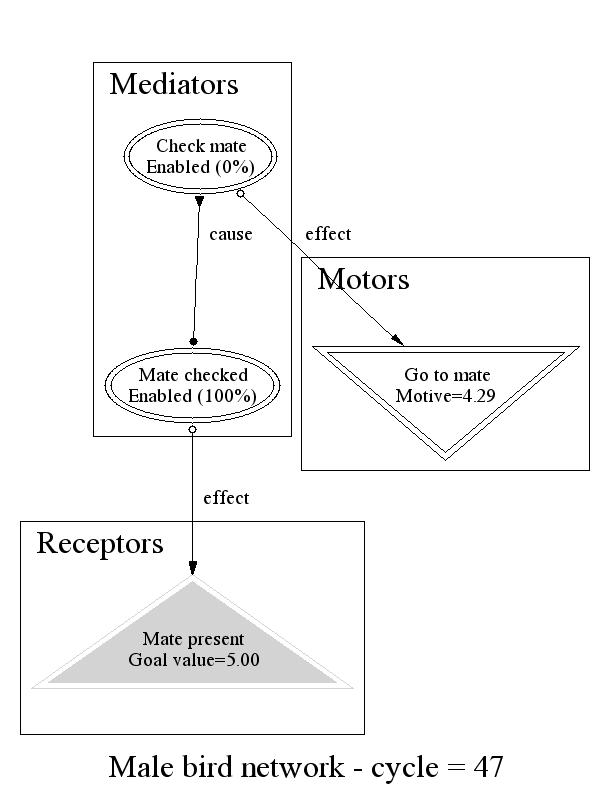 Mediators
Check mate
Enabled (0%)
cause
effect
Motors
Go to mate
Motive=4.29
Mate checked
Enabled (100%)
effect
Receptors
Mate present
Goal value=5.00
Male bird network - cycle = 47